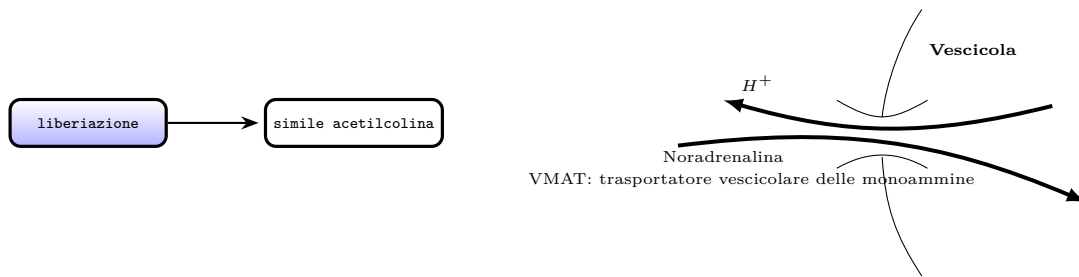 liberiazione
simile acetilcolina
Vescicola
H+
Noradrenalina
VMAT: trasportatore vescicolare delle monoammine